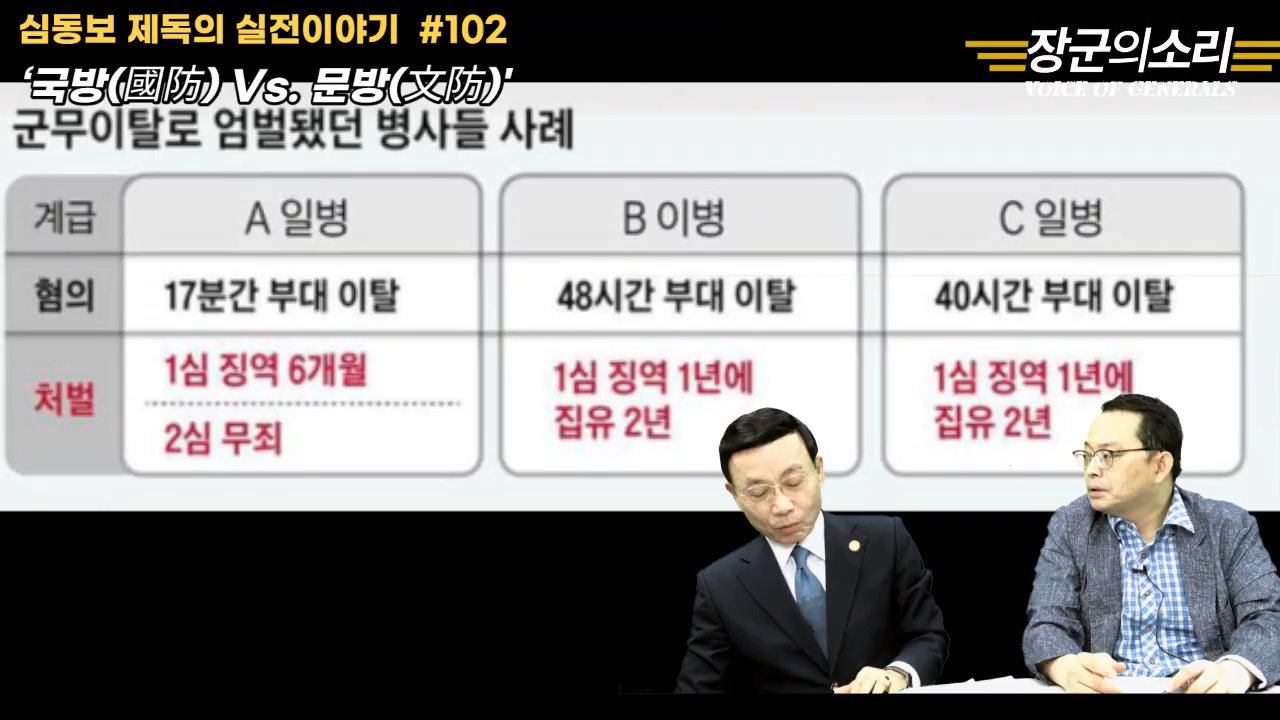 심동보 제독의 실전이야기 #102
'국방(國防) Vs. 문방(文防)'
장군의소리
VOICE OF GENERALS
군무이탈로 엄벌됐던 병사들 사례
계급 A 일병 B 이병 C 일병
혐의 17분간 부대 이탈 48시간 부대 이탈 40시간 부대 이탈
처벌
1심 징역 6개월
2심 무죄
1심 징역 1년에
집유 2년
1심 징역 1년에
집유 2년